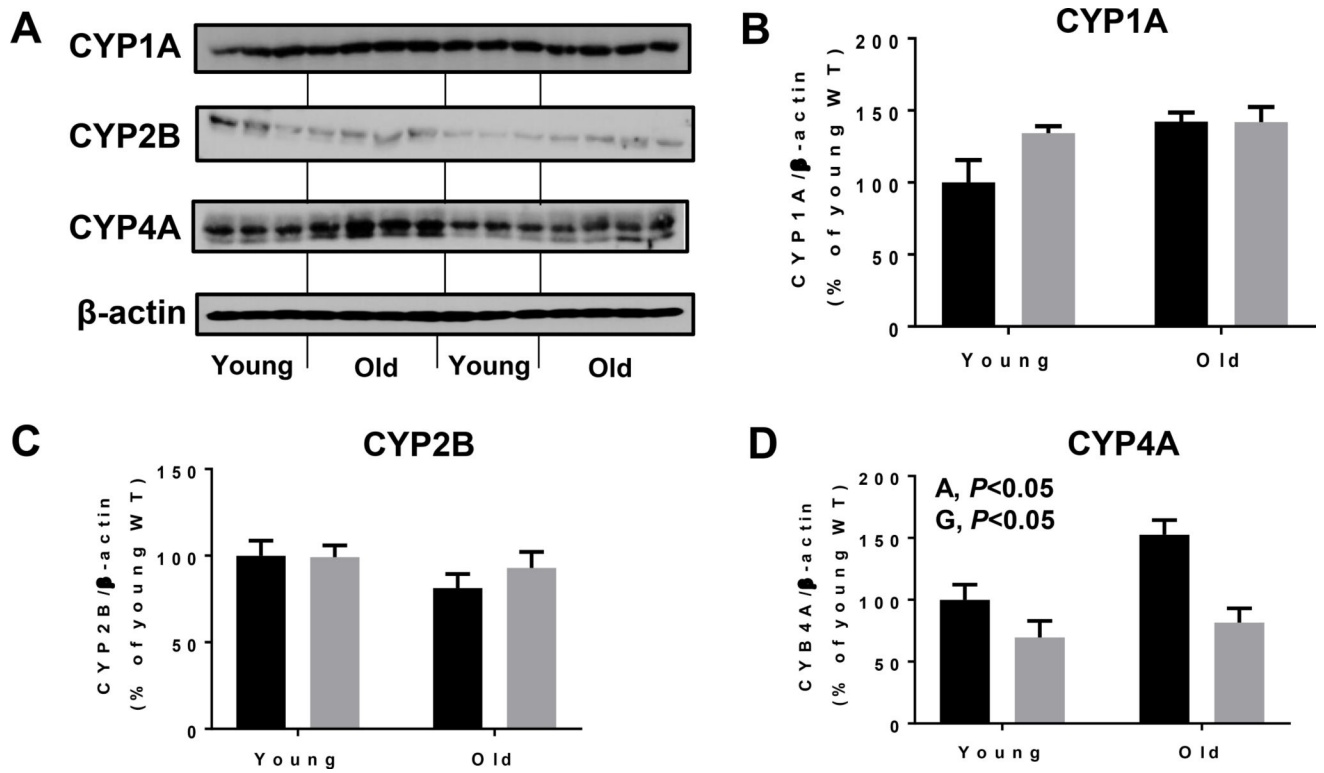 A
CYP1A
CYP2B
CYP4A
β-actin
Young Old Young Old
B
CYP1A
CYP1A/β-actin
(% of young WT)
200
150
100
50
0
Young Old
C
CYP2B
CYP2B/β-actin
(% of young WT)
150
100
50
0
Young Old
D
CYP4A
CYB4A/β-actin
(% of young WT)
200
150
100
50
0
A, P<0.05
G, P<0.05
Young Old